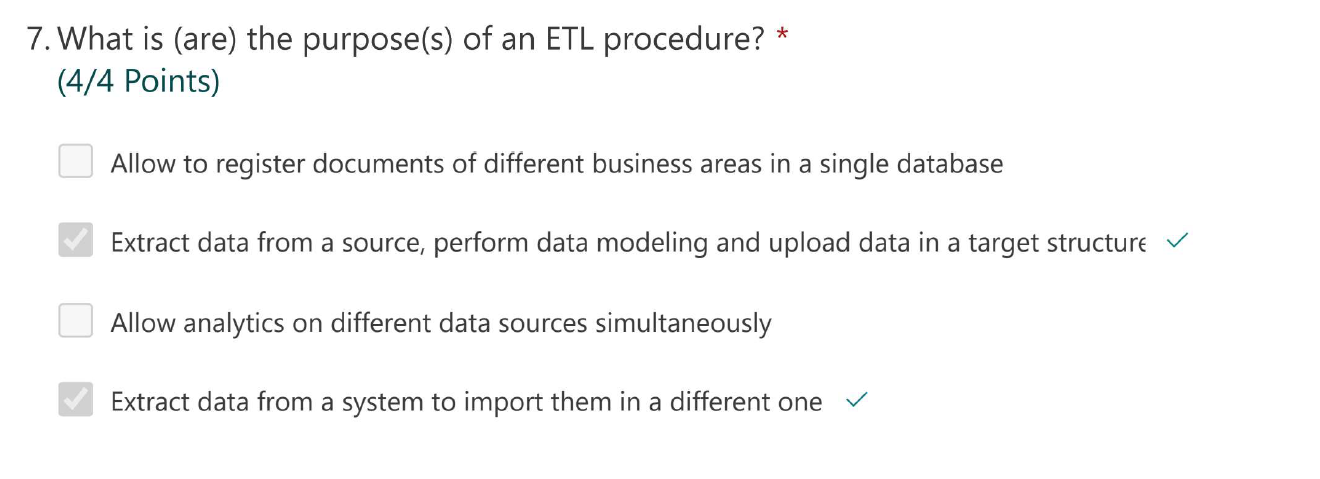 7. What is (are) the purpose(s) of an ETL procedure? *
(4/4 Points)
Allow to register documents of different business areas in a single database
Extract data from a source, perform data modeling and upload data in a target structure
Allow analytics on different data sources simultaneously
Extract data from a system to import them in a different one